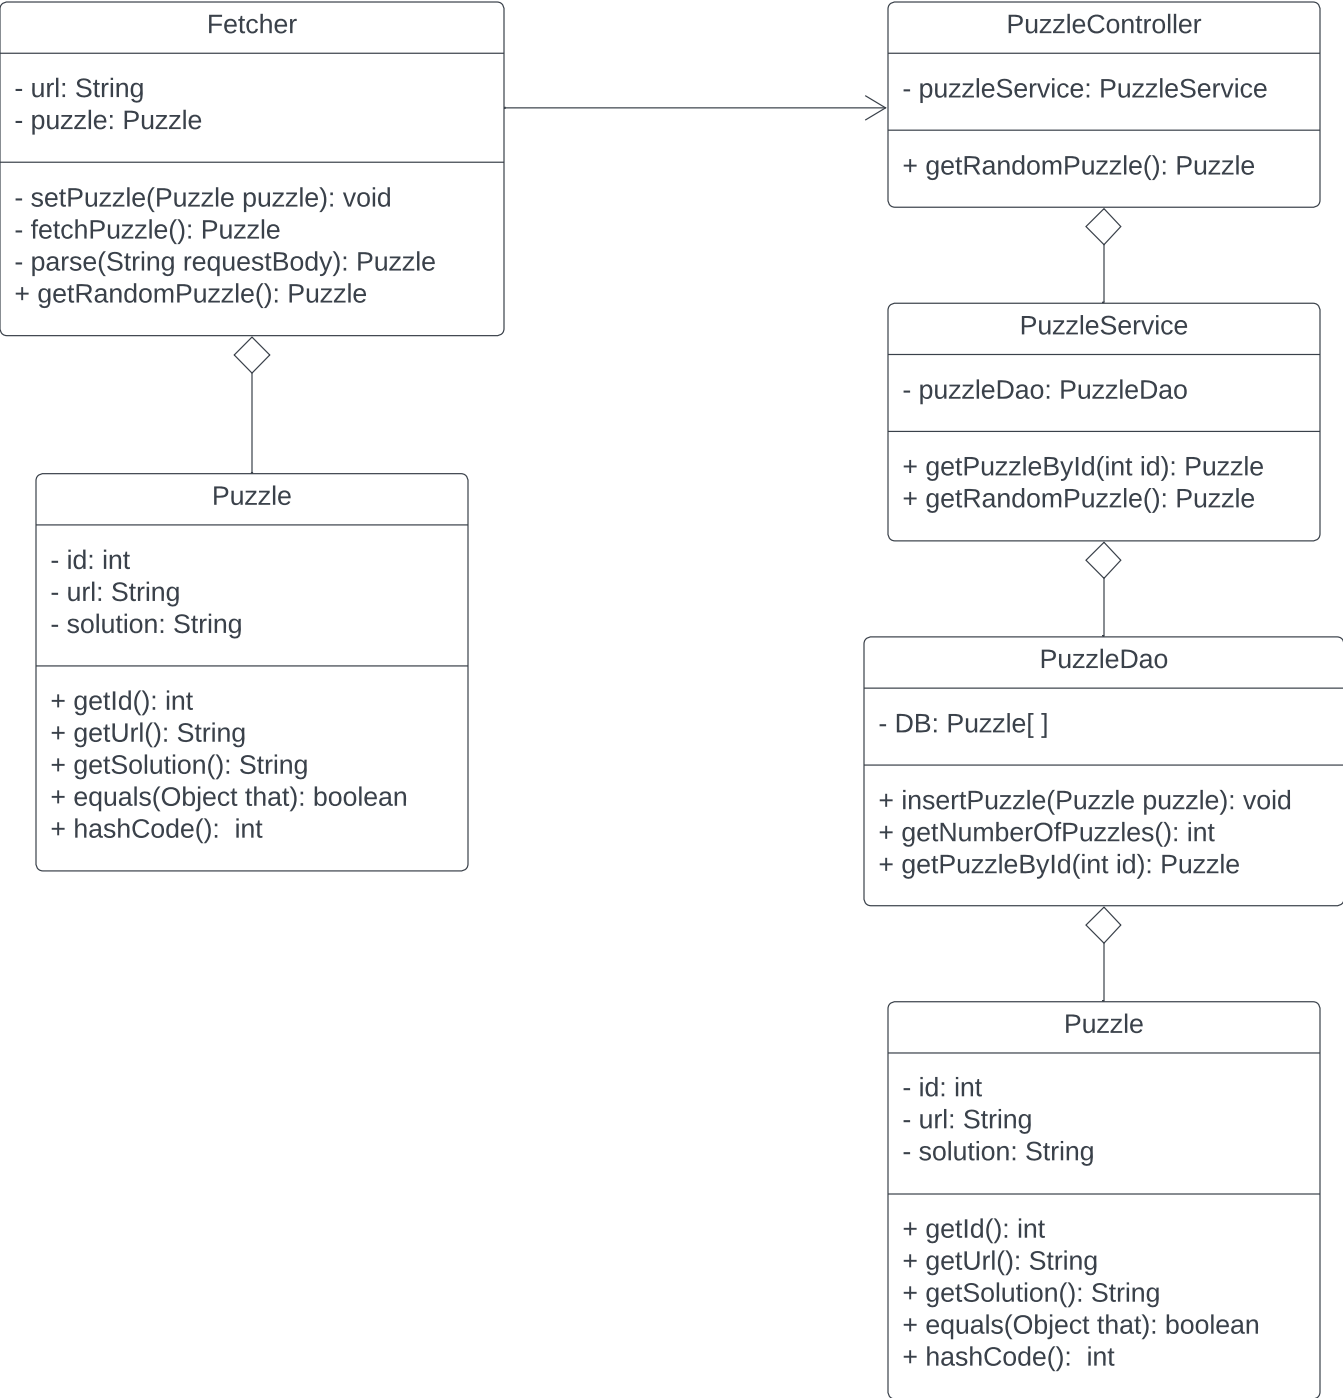 Fetcher
- url: String
- puzzle: Puzzle
- setPuzzle(Puzzle puzzle): void
- fetchPuzzle(): Puzzle
- parse(String requestBody): Puzzle
+ getRandomPuzzle(): Puzzle
Puzzle
- id: int
- url: String
- solution: String
+ getId(): int
+ getUrl(): String
+ getSolution(): String
+ equals(Object that): boolean
+ hashCode():  int
PuzzleController
- puzzleService: PuzzleService
+ getRandomPuzzle(): Puzzle
PuzzleService
- puzzleDao: PuzzleDao
+ getPuzzleById(int id): Puzzle
+ getRandomPuzzle(): Puzzle
PuzzleDao
- DB: Puzzle[ ]
+ insertPuzzle(Puzzle puzzle): void
+ getNumberOfPuzzles(): int
+ getPuzzleById(int id): Puzzle
Puzzle
- id: int
- url: String
- solution: String
+ getId(): int
+ getUrl(): String
+ getSolution(): String
+ equals(Object that): boolean
+ hashCode():  int